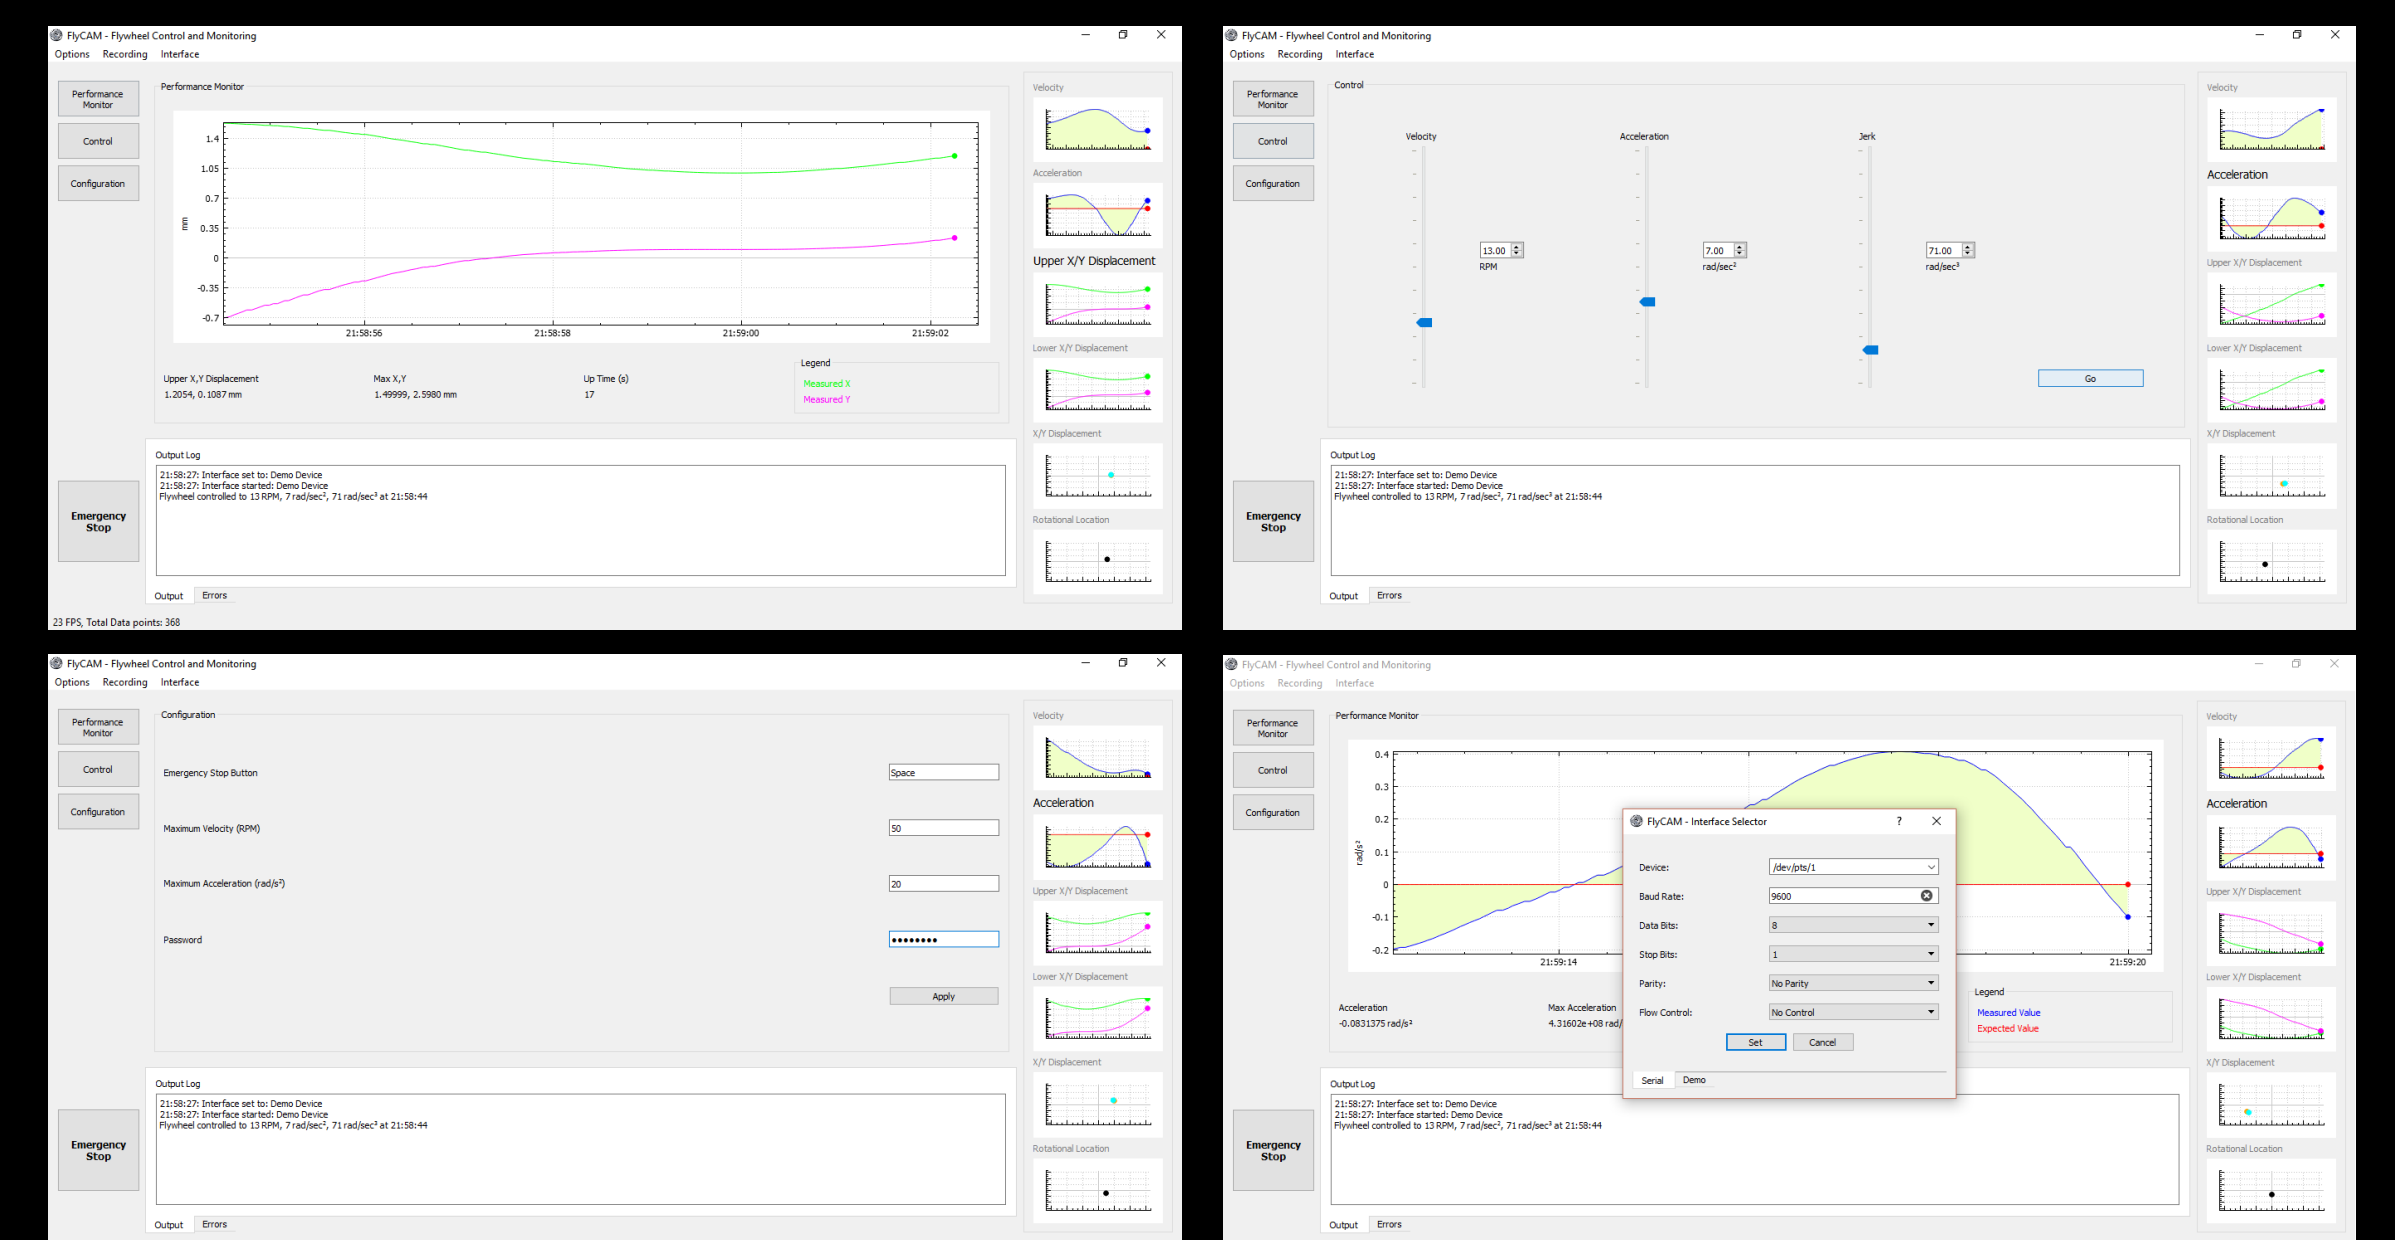 FlyCAM - Flywheel Control and Monitoring
Options Recording Interface
Performance
Monitor
Control
Configuration
Emergency
Stop
Performance Monitor
mm
1.4
1.05
0.7
0.35
0
-0.35
-0.7
21:58:56 21:58:58 21:59:00 21:59:02
Upper X,Y Displacement Max X,Y Up Time (s)
1.2054, 0.1087 mm 1.49999, 2.5980 mm 17
Legend
Measured X
Measured Y
Output Log
21:58:27: Interface set to: Demo Device
21:58:27: Interface started: Demo Device
Flywheel controlled to 13 RPM, 7 rad/sec², 71 rad/sec³ at 21:58:44
Output Errors
23 FPS, Total Data points: 368
Velocity
Acceleration
Upper X/Y Displacement
Lower X/Y Displacement
X/Y Displacement
Rotational Location
FlyCAM - Flywheel Control and Monitoring
Options Recording Interface
Performance
Monitor
Control
Configuration
Emergency
Stop
Control
Velocity Acceleration Jerk
13.00 7.00 71.00
RPM rad/sec² rad/sec³
Go
Output Log
21:58:27: Interface set to: Demo Device
21:58:27: Interface started: Demo Device
Flywheel controlled to 13 RPM, 7 rad/sec², 71 rad/sec³ at 21:58:44
Output Errors
Velocity
Acceleration
Upper X/Y Displacement
Lower X/Y Displacement
X/Y Displacement
Rotational Location
FlyCAM - Flywheel Control and Monitoring
Options Recording Interface
Performance
Monitor
Control
Configuration
Emergency
Stop
Configuration
Emergency Stop Button Space
Maximum Velocity (RPM) 50
Maximum Acceleration (rad/s²) 20
Password ●●●●●●●●
Apply
Output Log
21:58:27: Interface set to: Demo Device
21:58:27: Interface started: Demo Device
Flywheel controlled to 13 RPM, 7 rad/sec², 71 rad/sec³ at 21:58:44
Output Errors
Velocity
Acceleration
Upper X/Y Displacement
Lower X/Y Displacement
X/Y Displacement
Rotational Location
FlyCAM - Flywheel Control and Monitoring
Options Recording Interface
Performance
Monitor
Control
Configuration
Emergency
Stop
Performance Monitor
rad/s²
0.4
0.3
0.2
0.1
0
-0.1
-0.2
21:59:14 21:59:20
Acceleration Max Acceleration
-0.0831375 rad/s² 4.31602e+08 rad/
Legend
Measured Value
Expected Value
FlyCAM - Interface Selector ?
Device: /dev/pts/1
Baud Rate: 9600
Data Bits: 8
Stop Bits: 1
Parity: No Parity
Flow Control: No Control
Set Cancel
Serial Demo
Output Log
21:58:27: Interface set to: Demo Device
21:58:27: Interface started: Demo Device
Flywheel controlled to 13 RPM, 7 rad/sec², 71 rad/sec³ at 21:58:44
Output Errors
Velocity
Acceleration
Upper X/Y Displacement
Lower X/Y Displacement
X/Y Displacement
Rotational Location